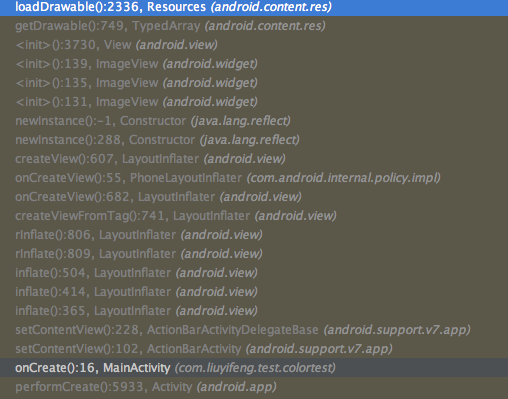 loadDrawable():2336, Resources (android.content.res)
getDrawable:749, TypedArray (android.content.res)
<init>():3730, View (android.view)
<init>():139, ImageView (android.widget)
<init>():135, ImageView (android.widget)
<init>():131, ImageView (android.widget)
newInstance():-1, Constructor (java.lang.reflect)
newInstance():288, Constructor (java.lang.reflect)
createView():607, LayoutInflater (android.view)
onCreateView():55, PhoneLayoutInflater (com.android.internal.policy.impl)
onCreateView():682, LayoutInflater (android.view)
createViewFromTag():741, LayoutInflater (android.view)
rInflate():806, LayoutInflater (android.view)
rInflate():809, LayoutInflater (android.view)
inflate():504, LayoutInflater (android.view)
inflate():414, LayoutInflater (android.view)
inflate():365, LayoutInflater (android.view)
setContentView():228, ActionBarActivityDelegateBase (android.support.v7.app)
setContentView():102, ActionBarActivity (android.support.v7.app)
onCreate():16, MainActivity (com.liuyifeng.test.colortest)
performCreate():5933, Activity (android.app)